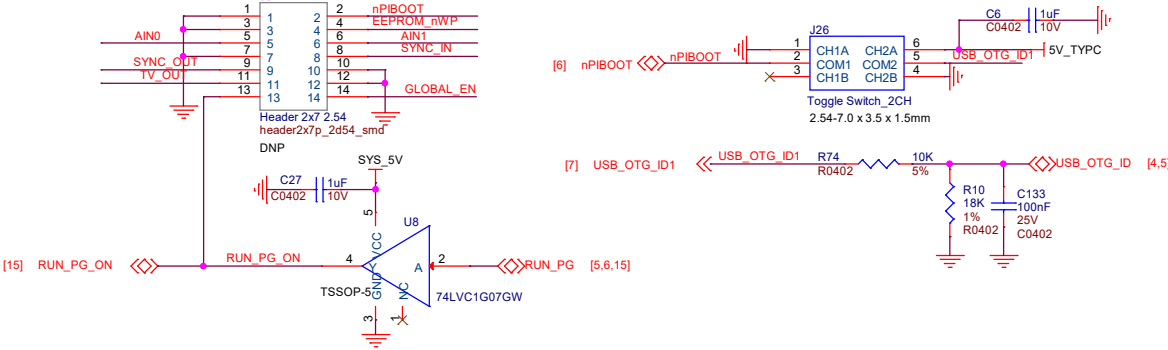 1 1 2 2 nPIBOOT
3 3 4 4 EEPROM_nWP
AIN0 5 5 6 6 AIN1
7 7 8 8 SYNC_IN
SYNC_OUT 9 9 10 10
TV_OUT 11 11 12 12
13 13 14 14 GLOBAL_EN
Header 2x7 2.54
header2x7p_2d54_smd
DNP
SYS_5V
C27 1uF
C0402 10V
5
U8
VCC
[15] RUN_PG_ON RUN_PG_ON 4 Y A 2 RUN_PG [5,6,15]
GND NC
TSSOP-5
74LVC1G07GW
3 1
C6 1uF
C0402 10V
J26
1 CH1A CH2A 6 5V_TYPC
[6] nPIBOOT nPIBOOT 2 COM1 COM2 5 USB_OTG_ID1
3 CH1B CH2B 4
Toggle Switch_2CH
2.54-7.0 x 3.5 x 1.5mm
[7] USB_OTG_ID1 USB_OTG_ID1 R74 10K USB_OTG_ID [4,5
R0402 5%
R10
18K
1%
R0402
C133
100nF
25V
C0402